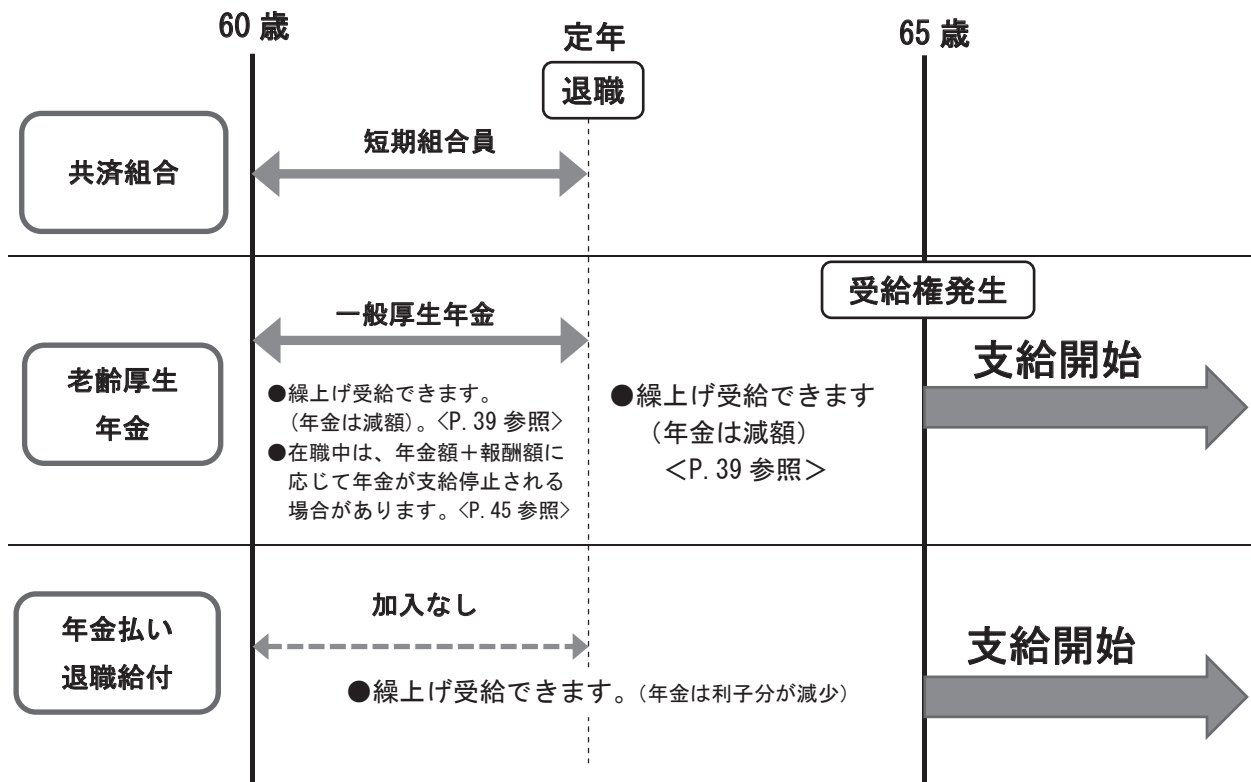 60 歳
定年
退職
65 歳
共済組合
短期組合員
受給権発生
老齢厚生
年金
一般厚生年金
●繰上げ受給できます。
(年金は減額)。<P. 39 参照>
●在職中は、年金額＋報酬額に
応じて年金が支給停止される
場合があります。<P. 45 参照>
●繰上げ受給できます
(年金は減額)
＜P. 39 参照＞
支給開始
年金払い
退職給付
加入なし
●繰上げ受給できます。(年金は利子分が減少)
支給開始